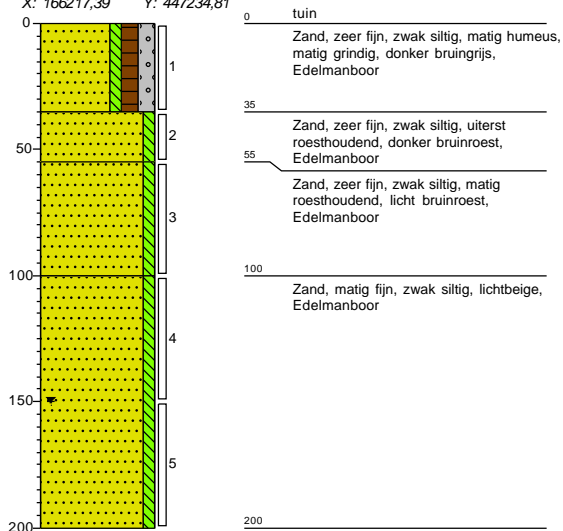 X: 166217,39 Y: 447234,81
0
50
100
150
200
1
2
3
4
5
0 tuin
Zand, zeer fijn, zwak siltig, matig humeus,
matig grindig, donker bruingrijs,
Edelmanboor
35
Zand, zeer fijn, zwak siltig, uiterst
roesthoudend, donker bruinroest,
Edelmanboor
55
Zand, zeer fijn, zwak siltig, matig
roesthoudend, licht bruinroest,
Edelmanboor
100
Zand, matig fijn, zwak siltig, lichtbeige,
Edelmanboor
200